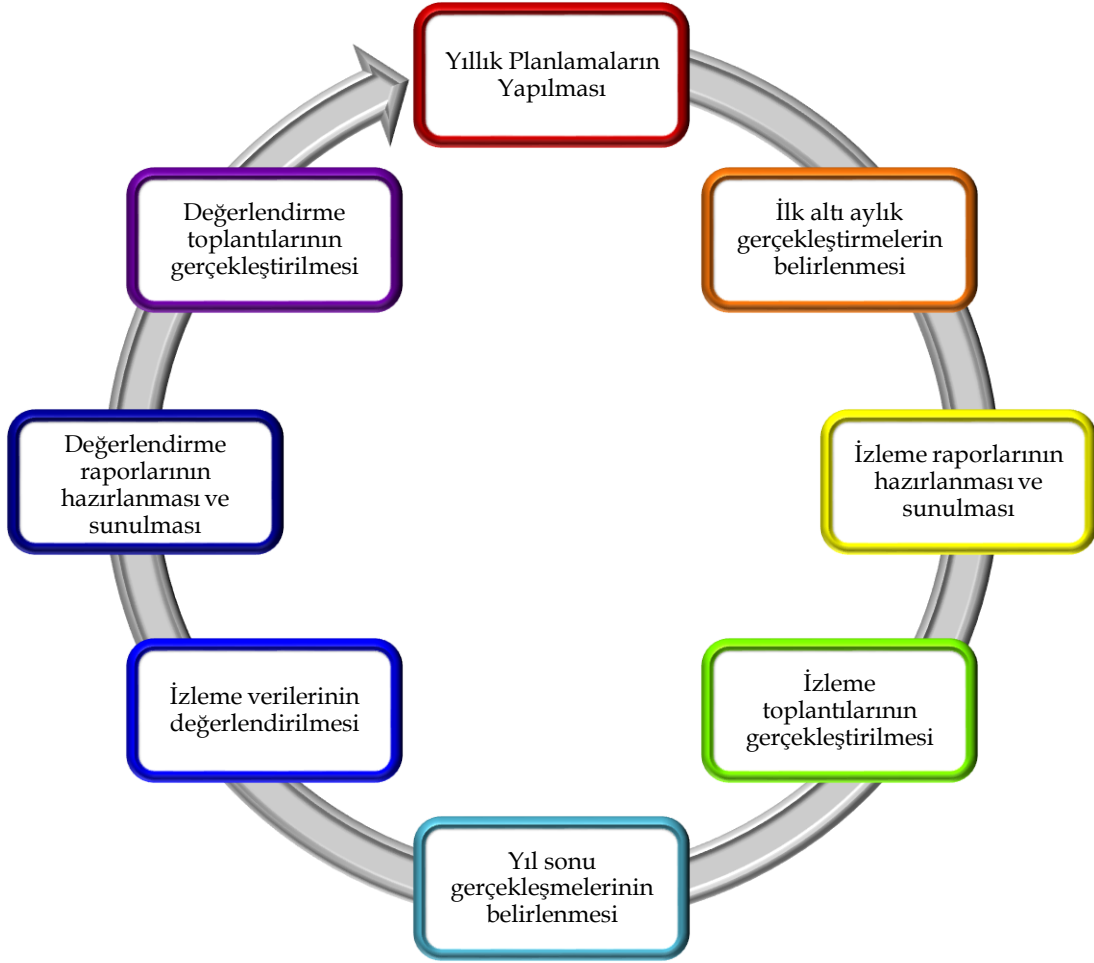 Yıllık Planlamaların
Yapılması
İlk altı aylık
gerçekleştirmelerin
belirlenmesi
İzleme raporlarının
hazırlanması ve
sunulması
İzleme
toplantılarının
gerçekleştirilmesi
Yıl sonu
gerçekleşmelerinin
belirlenmesi
İzleme verilerinin
değerlendirilmesi
Değerlendirme
raporlarının
hazırlanması ve
sunulması
Değerlendirme
toplantılarının
gerçekleştirilmesi